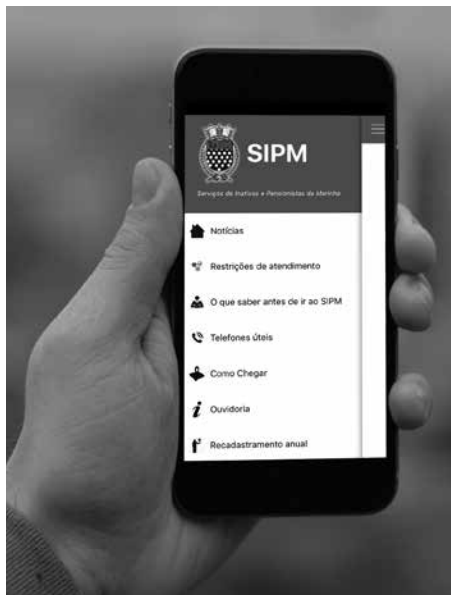 SIPM
Serviços de Inativos e Pensionistas da Marinha
Notícias
Restrições de atendimento
O que saber antes de ir ao SIPM
Telefones úteis
Como Chegar
Ouvidoria
Recadastramento anual